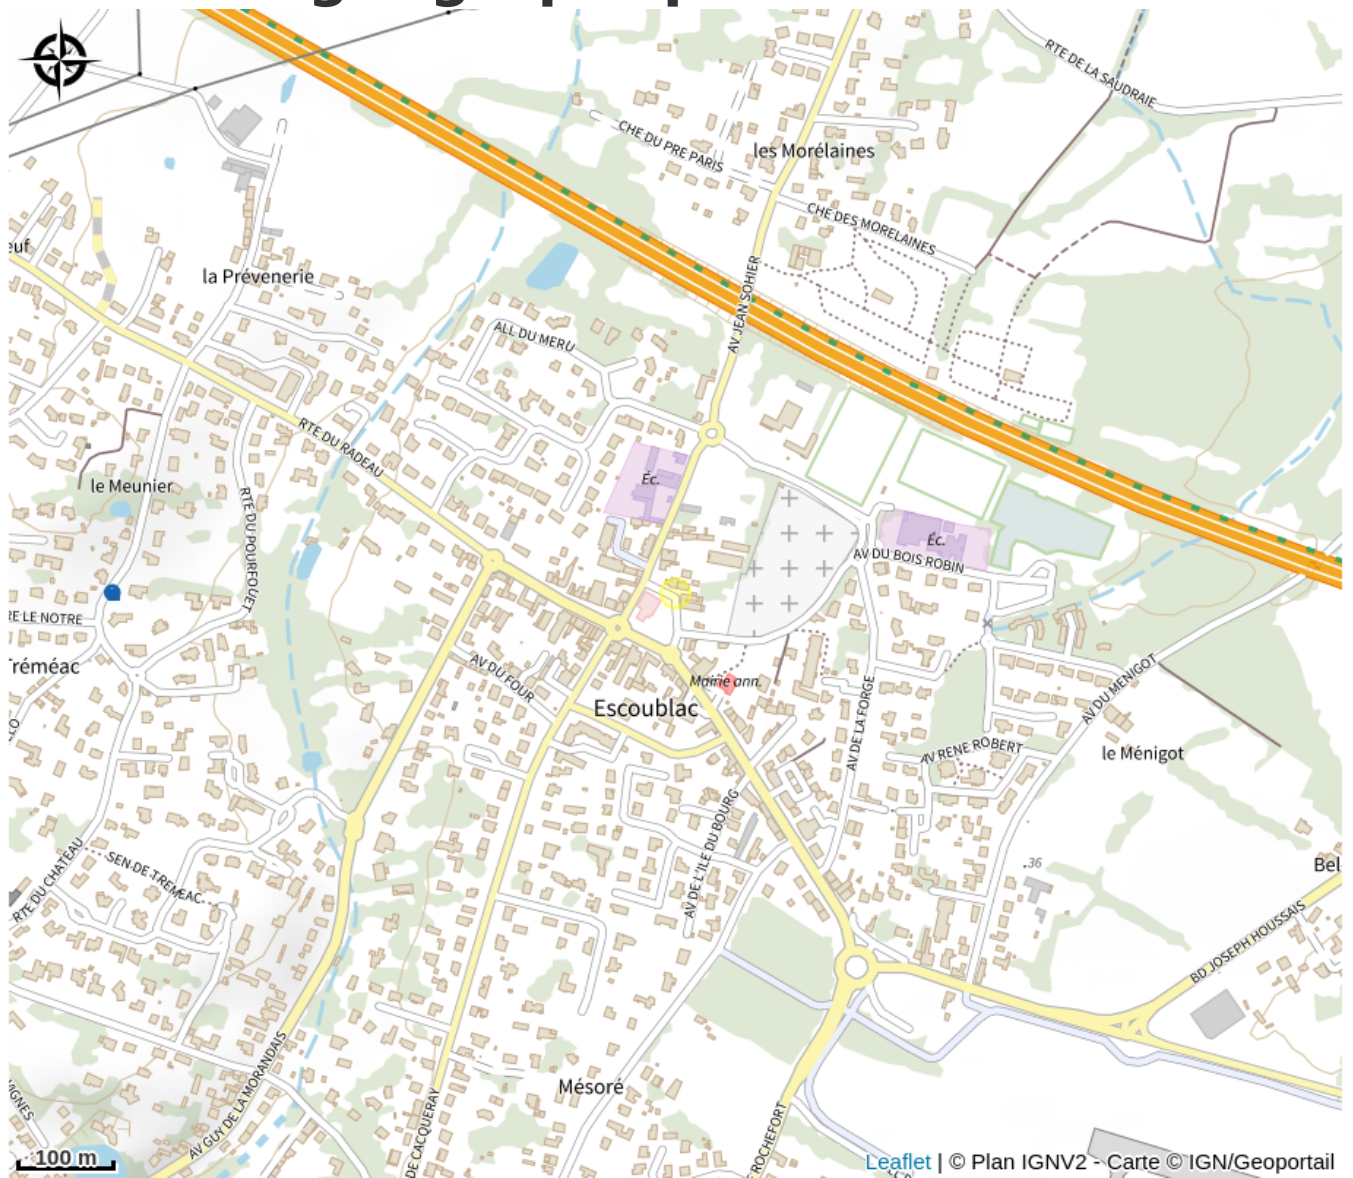 RTE DE LA SAUDRAIE
CHE DU PRE PARIS
les Morélaines
CHE DES MORELAINES
euf
la Prévenerie
AV JEAN SOHIER
ALL DU MERU
RTE DU RADEAU
Éc.
le Meunier
RTE DU POURFOUET
Éc.
AV DU BOIS ROBIN
RE LE NOTRE
Tréméac
AV DU FOUR
Mairie ann.
Escoublac
AV DE LA FORGE
AV DU MENIGOT
AV RENE ROBERT
le Ménigot
AV DE L'ILE DU BOURG
SEN-DE-TREMEAC
RTE DU CHATEAU
.36
Bel
BD JOSEPH HOUSSAIS
Mésoré
AV GUY DE LA MORANDAIS
DE CACQUERAY
ROCHEFORT
100 m
Leaflet | © Plan IGNV2 - Carte © IGN/Geoportail